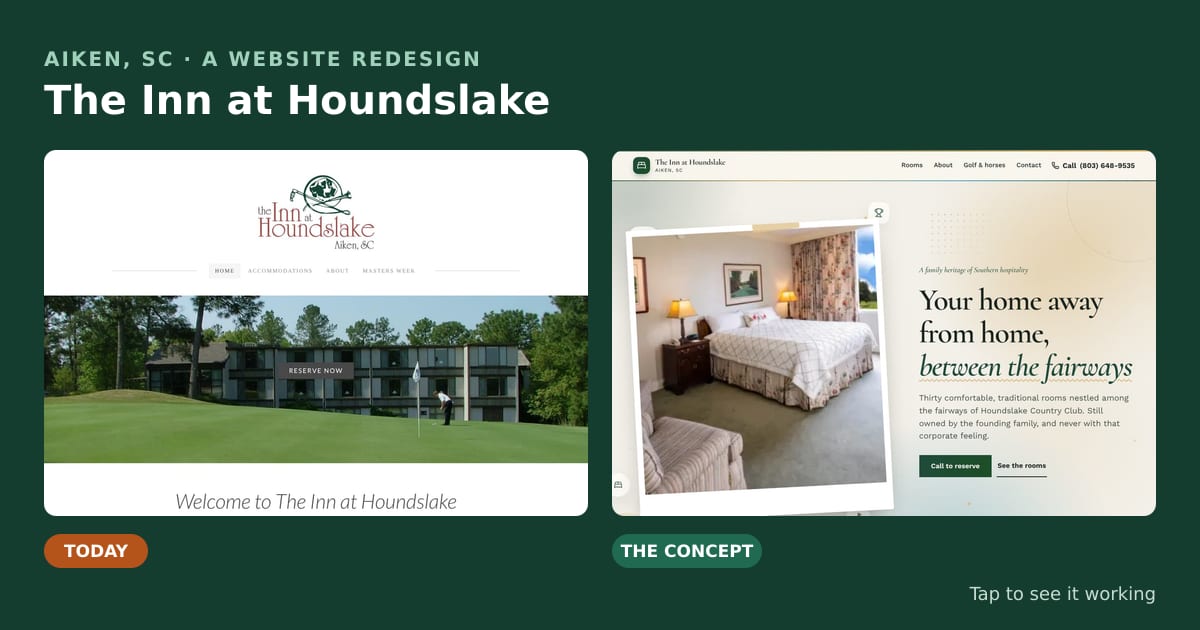 AIKEN, SC · A WEBSITE REDESIGN
The Inn at Houndslake
the Inn at
Houndslake
Aiken, SC
HOME ACCOMMODATIONS ABOUT MASTERS WEEK
RESERVE NOW
Welcome to The Inn at Houndslake
TODAY
The Inn at Houndslake
AIKEN, SC
Rooms About Golf & horses Contact Call (803) 648-9535
A family heritage of Southern hospitality
Your home away
from home,
between the fairways
Thirty comfortable, traditional rooms nestled among
the fairways of Houndslake Country Club. Still
owned by the founding family, and never with that
corporate feeling.
Call to reserve See the rooms
THE CONCEPT
Tap to see it working